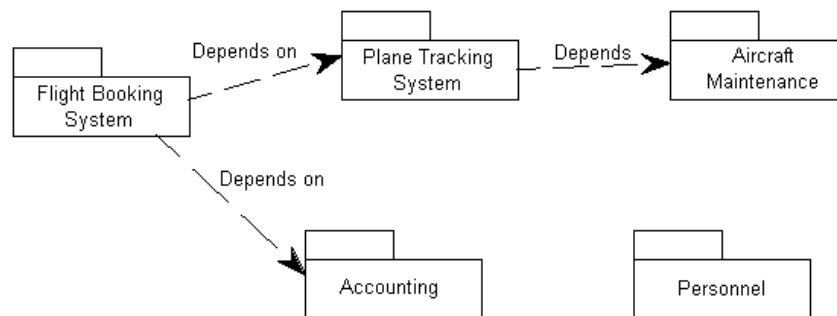 Depends on
Plane Tracking
System
Depends
Aircraft
Maintenance
Flight Booking
System
Depends on
Accounting
Personnel